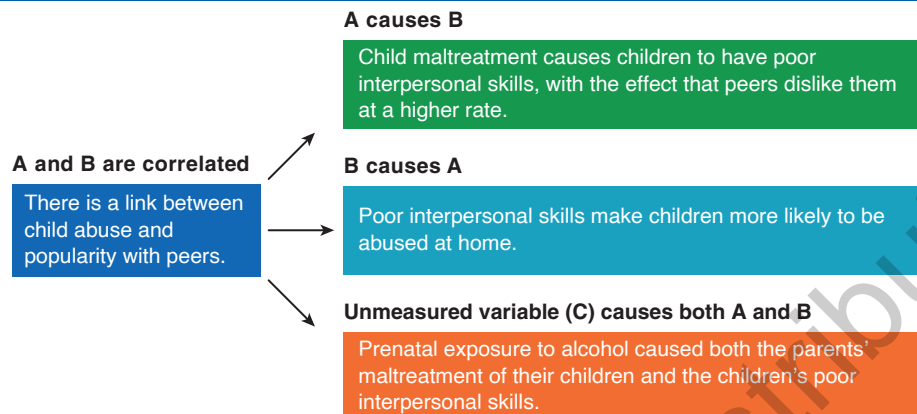 A causes B
Child maltreatment causes children to have poor
interpersonal skills, with the effect that peers dislike them
at a higher rate.
A and B are correlated
There is a link between
child abuse and
popularity with peers.
B causes A
Poor interpersonal skills make children more likely to be
abused at home.
Unmeasured variable (C) causes both A and B
Prenatal exposure to alcohol caused both the parents’
maltreatment of their children and the children’s poor
interpersonal skills.